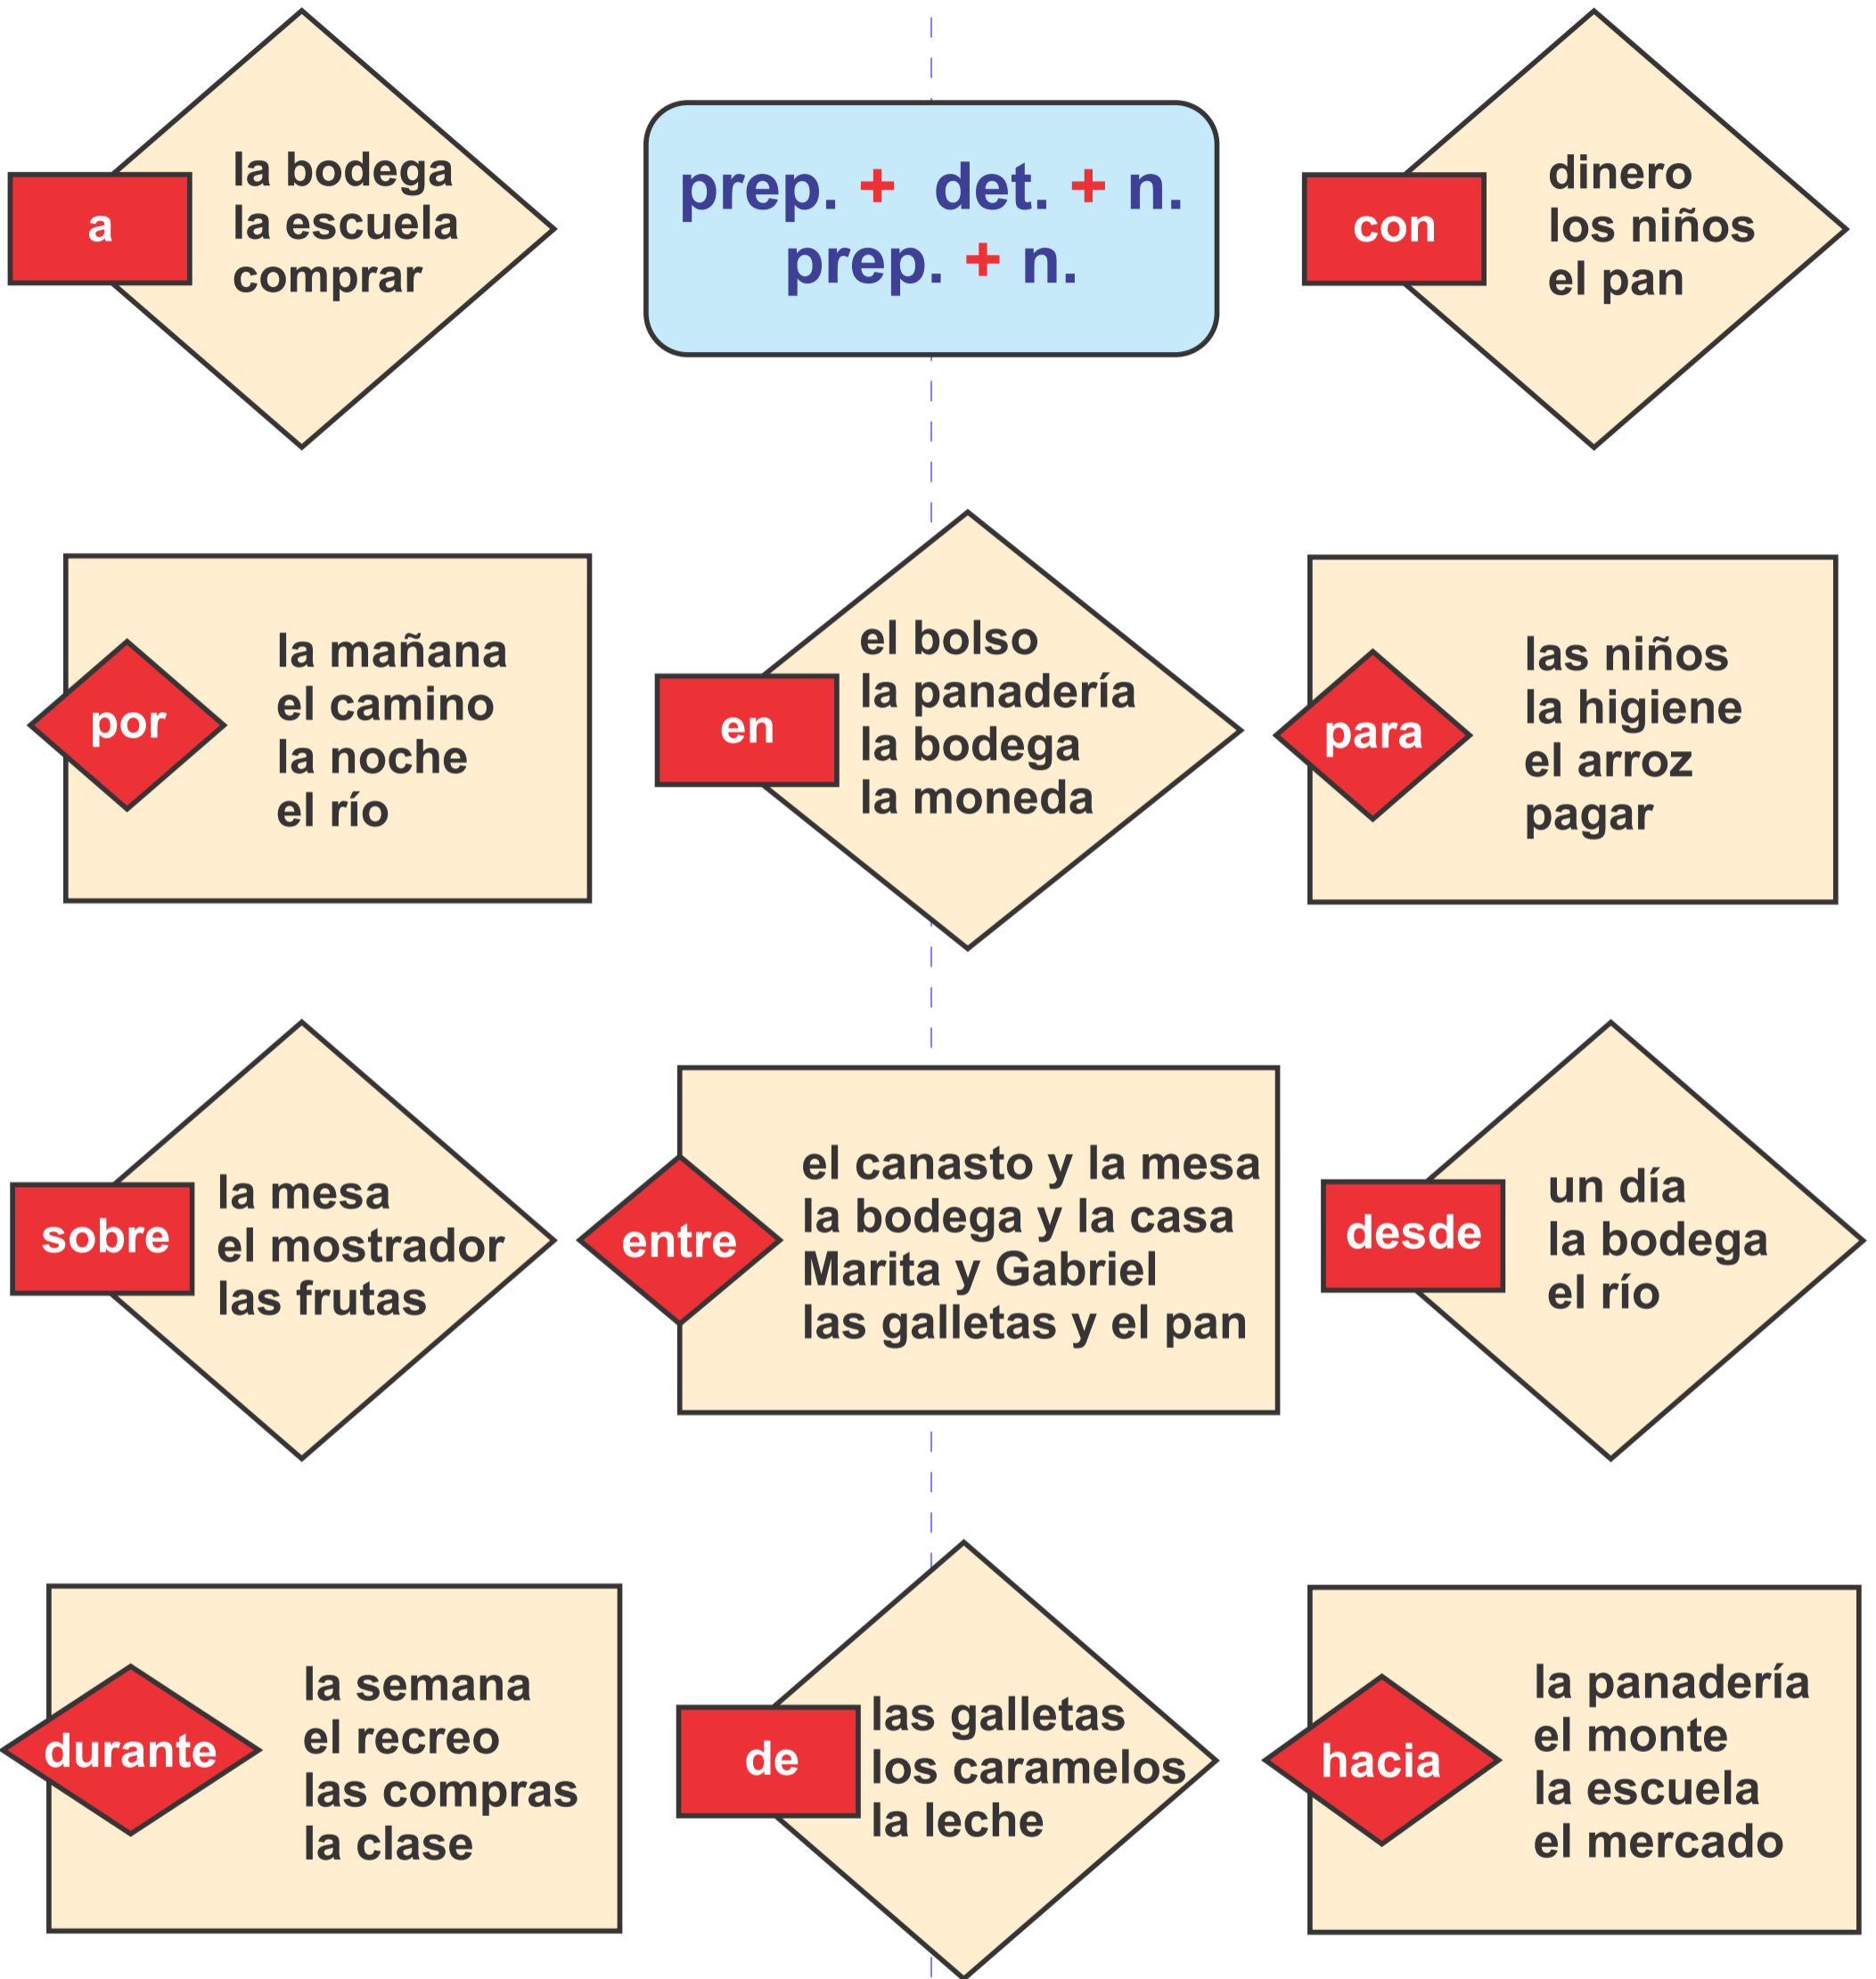 a
la bodega
la escuela
comprar
prep. + det. + n.
prep. + n.
con
dinero
los niños
el pan
por
la mañana
el camino
la noche
el río
en
el bolso
la panadería
la bodega
la moneda
para
las niños
la higiene
el arroz
pagar
sobre
la mesa
el mostrador
las frutas
entre
el canasto y la mesa
la bodega y la casa
Marita y Gabriel
las galletas y el pan
desde
un día
la bodega
el río
durante
la semana
el recreo
las compras
la clase
de
las galletas
los caramelos
la leche
hacia
la panadería
el monte
la escuela
el mercado